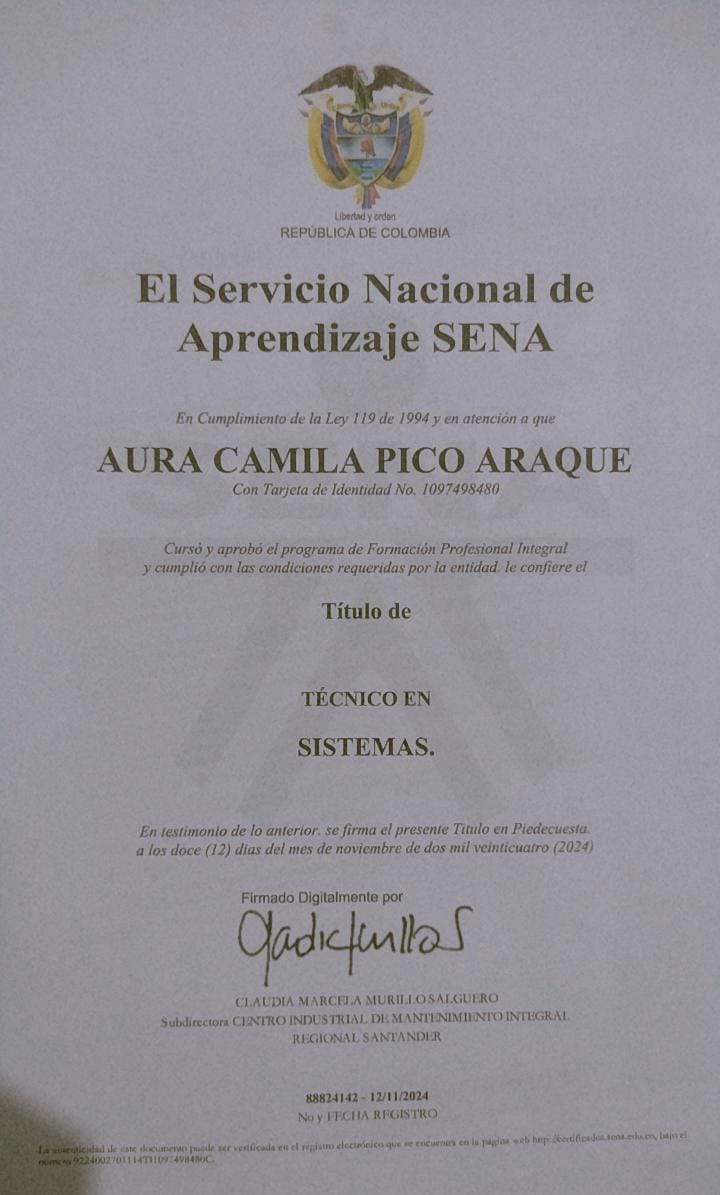 Libertad y orden
REPÚBLICA DE COLOMBIA
El Servicio Nacional de
Aprendizaje SENA
En Cumplimiento de la Ley 119 de 1994 y en atención a que
AURA CAMILA PICO ARAQUE
Con Tarjeta de Identidad No. 1097498480
Cursó y aprobó el programa de Formación Profesional Integral
y cumplió con las condiciones requeridas por la entidad, le confiere el
Título de
TÉCNICO EN
SISTEMAS.
En testimonio de lo anterior, se firma el presente Título en Piedecuesta,
a los doce (12) días del mes de noviembre de dos mil veinticuatro (2024)
Firmado Digitalmente por
CLAUDIA MARCELA MURILLO SALGUERO
Subdirectora CENTRO INDUSTRIAL DE MANTENIMIENTO INTEGRAL
REGIONAL SANTANDER
88824142 - 12/11/2024
No y FECHA REGISTRO
La autenticidad de este documento puede ser verificada en el registro electrónico que se encuentra en la página web http://certificados.sena.edu.co, bajo el
número 9224002701114TI1097498480C.